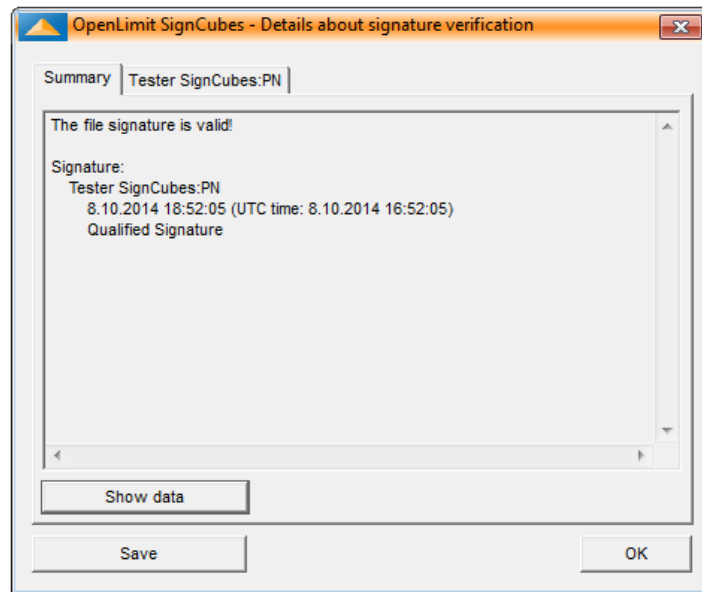 OpenLimit SignCubes - Details about signature verification
Summary
Tester SignCubes:PN
The file signature is valid!
Signature:
Tester SignCubes:PN
8.10.2014 18:52:05 (UTC time: 8.10.2014 16:52:05)
Qualified Signature
Show data
Save
OK